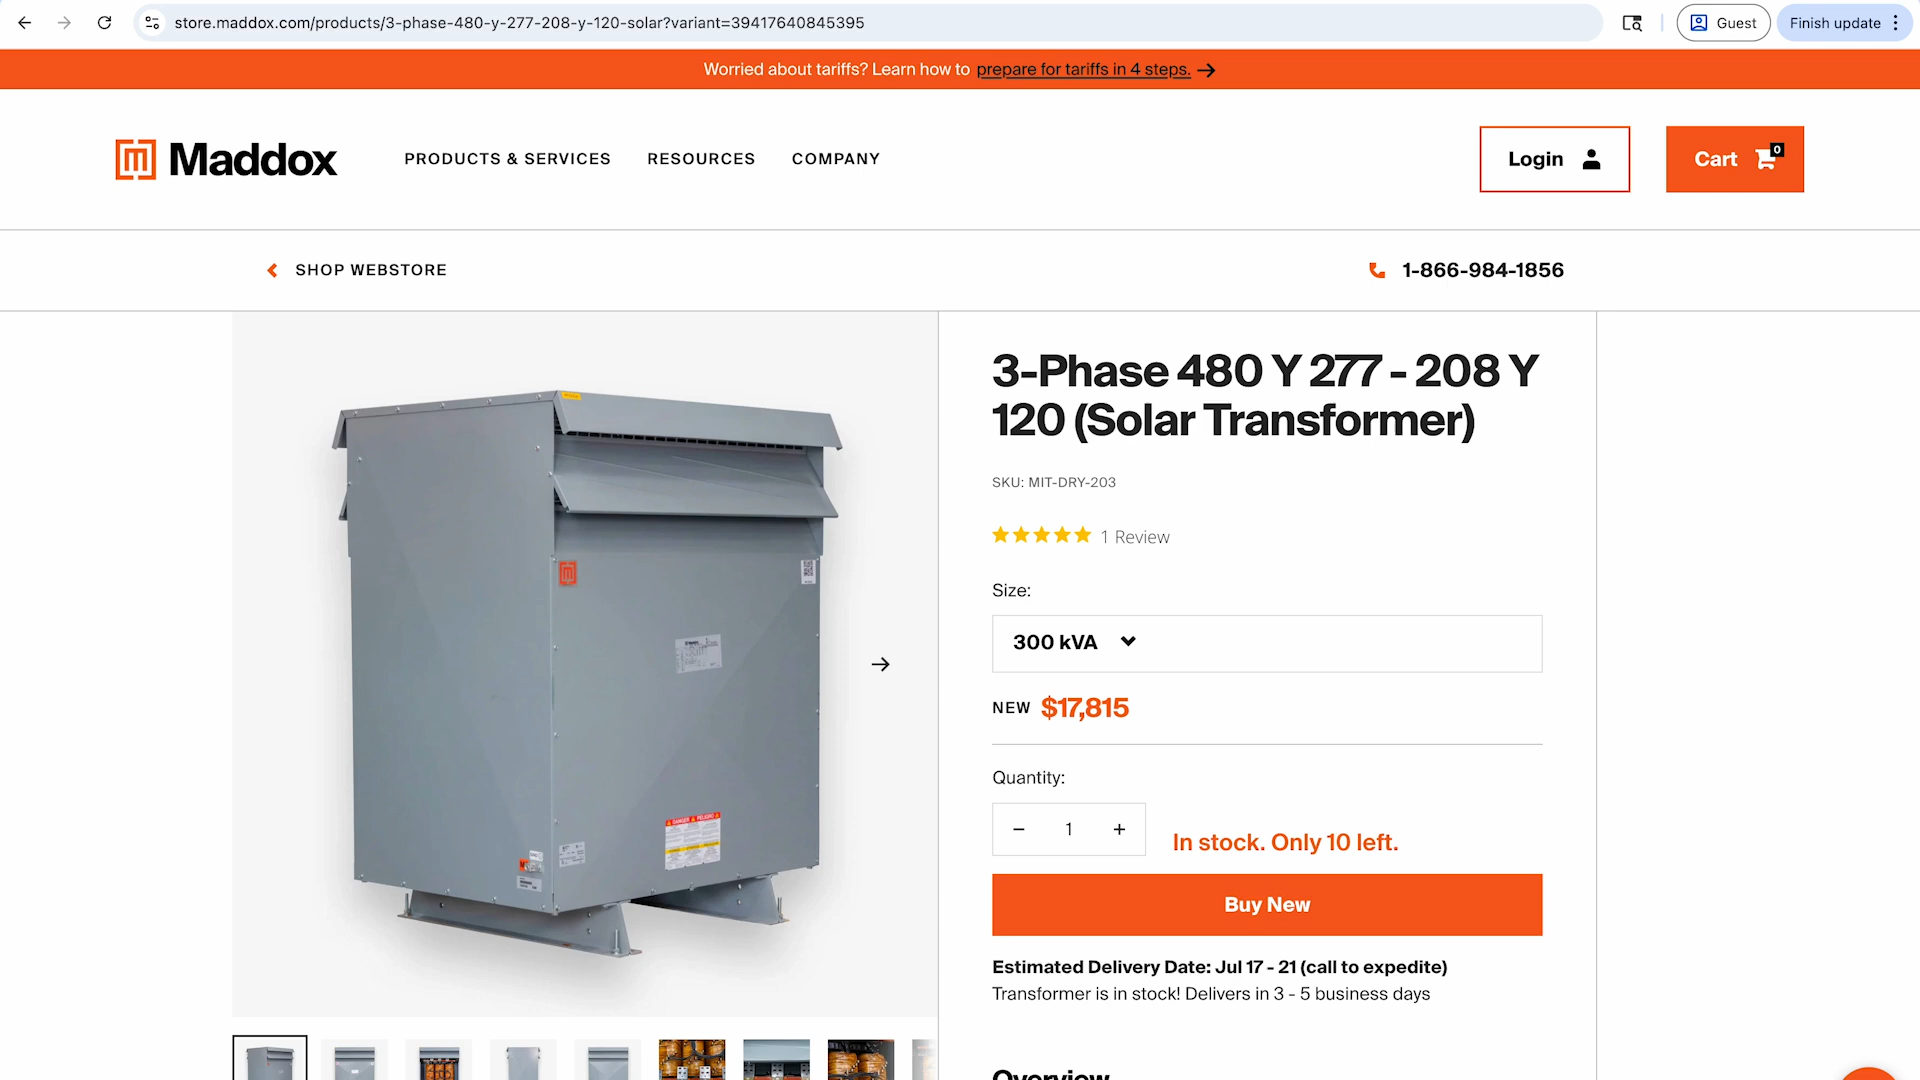 store.maddox.com/products/3-phase-480-y-277-208-y-120-solar?variant=39417640845395
Guest
Finish update
Worried about tariffs? Learn how to prepare for tariffs in 4 steps.
Maddox
PRODUCTS & SERVICES
RESOURCES
COMPANY
Login
Cart
0
SHOP WEBSTORE
1-866-984-1856
3-Phase 480 Y 277 - 208 Y
120 (Solar Transformer)
SKU: MIT-DRY-203
1 Review
Size:
300 kVA
NEW $17,815
Quantity:
− 1 +
In stock. Only 10 left.
Buy New
Estimated Delivery Date: Jul 17 - 21 (call to expedite)
Transformer is in stock! Delivers in 3 - 5 business days
Overview
DANGER PELIGRO